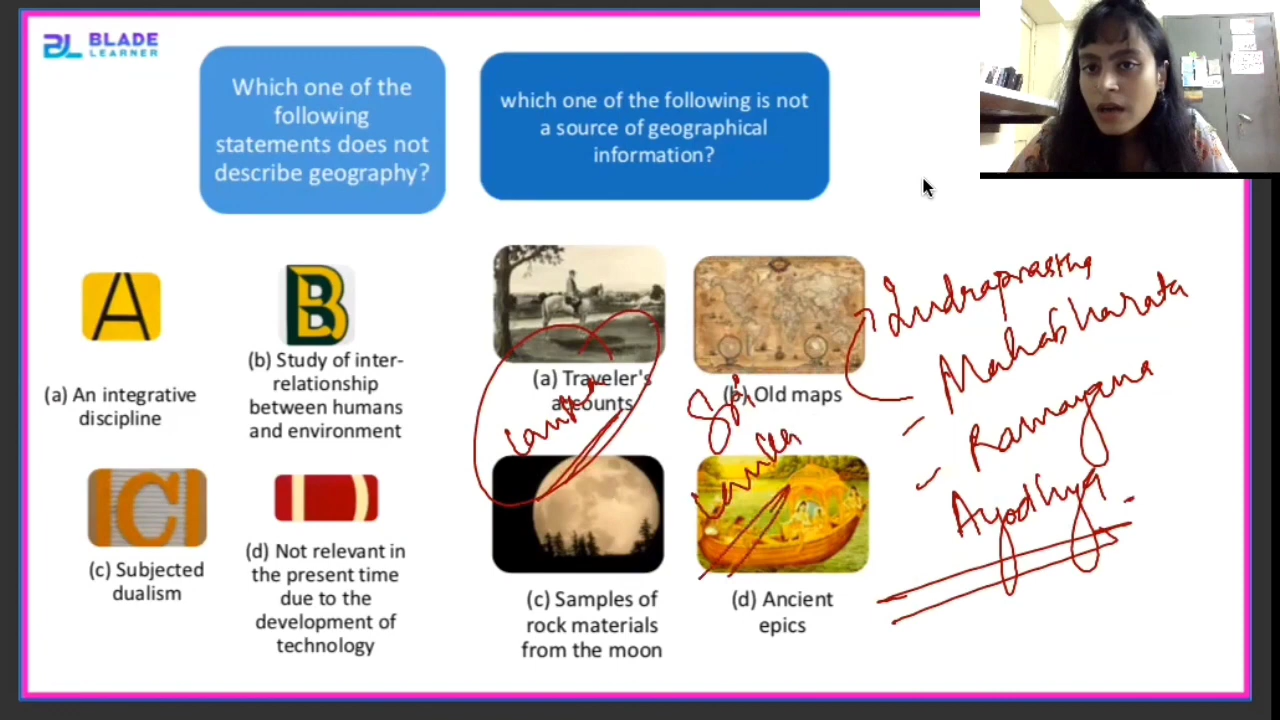 BLADE
LEARNER
Which one of the
following
statements does not
describe geography?
which one of the following is not
a source of geographical
information?
A
B
(a) An integrative
discipline
(b) Study of inter-
relationship
between humans
and environment
C
(c) Subjected
dualism
(d) Not relevant in
the present time
due to the
development of
technology
(a) Traveler's
accounts
(b) Old maps
(c) Samples of
rock materials
from the moon
(d) Ancient
epics
Lanka
Sri
Lanka
Indraprastha
Mahabharata
Ramayana
Ayodhya